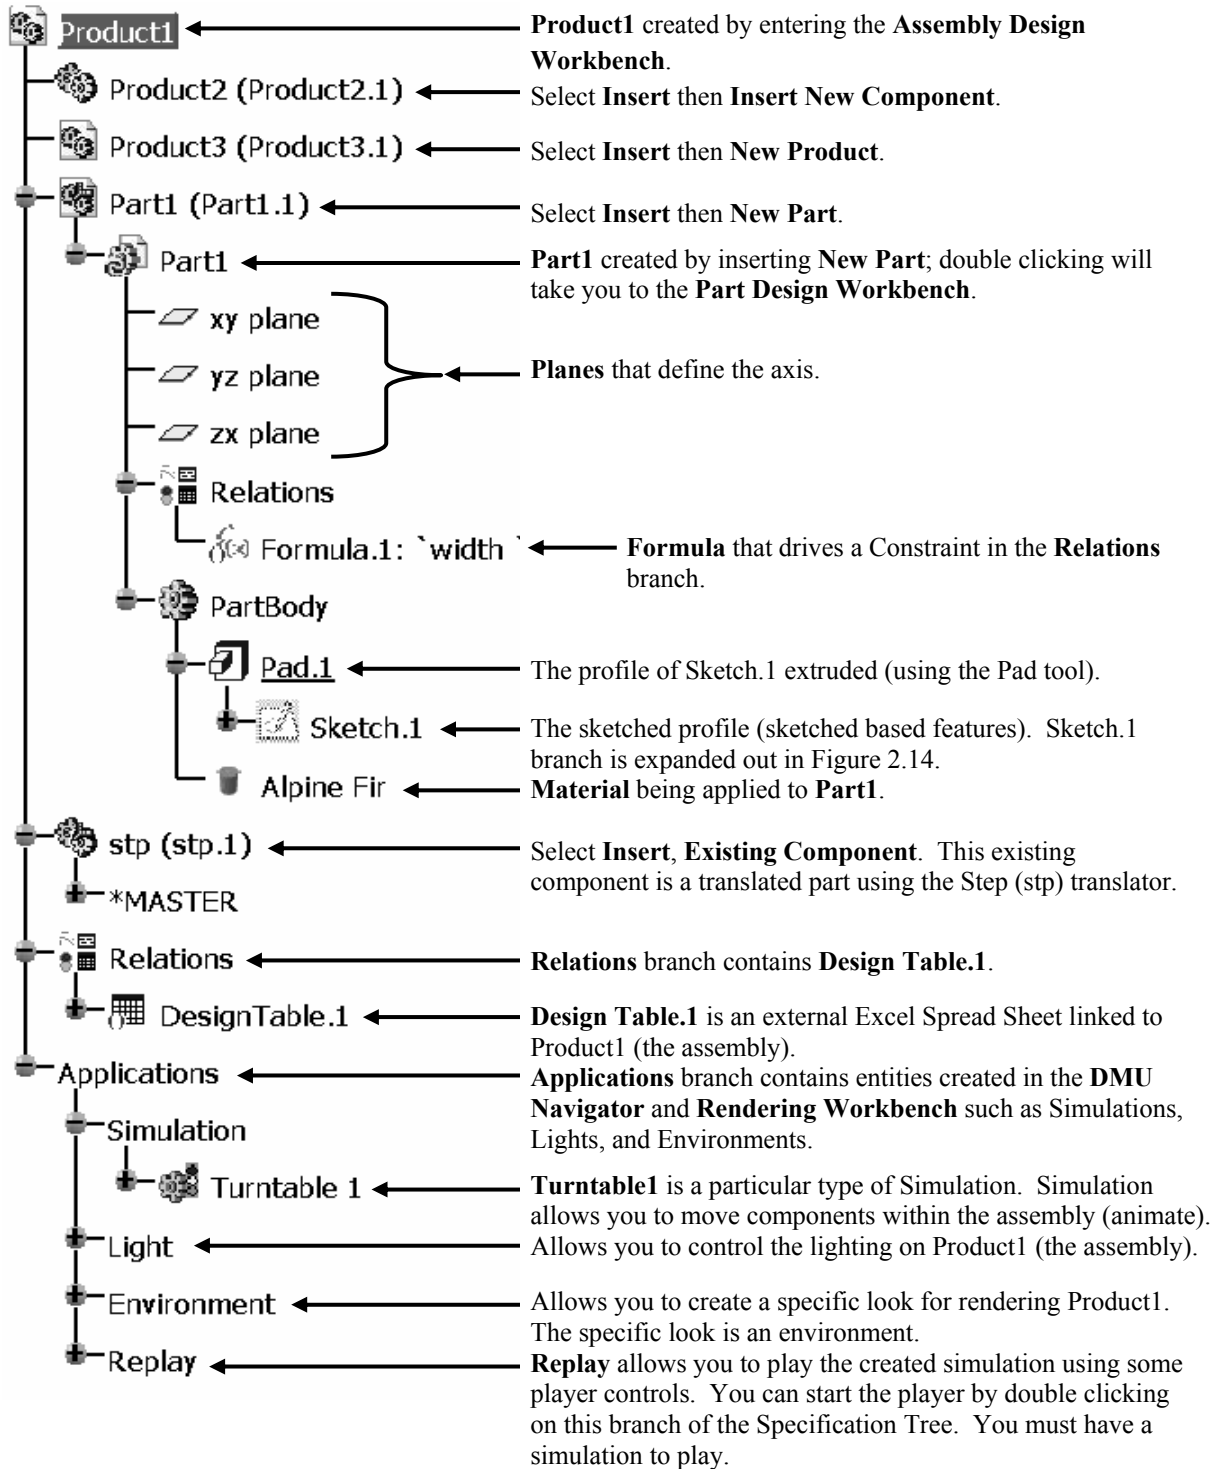 Product1
Product1 created by entering the Assembly Design
Workbench.
Product2 (Product2.1)
Select Insert then Insert New Component.
Product3 (Product3.1)
Select Insert then New Product.
Part1 (Part1.1)
Select Insert then New Part.
Part1
Part1 created by inserting New Part; double clicking will
take you to the Part Design Workbench.
xy plane
yz plane
zx plane
Planes that define the axis.
Relations
Formula.1: `width `
Formula that drives a Constraint in the Relations
branch.
PartBody
Pad.1
The profile of Sketch.1 extruded (using the Pad tool).
Sketch.1
The sketched profile (sketched based features). Sketch.1
branch is expanded out in Figure 2.14.
Alpine Fir
Material being applied to Part1.
stp (stp.1)
Select Insert, Existing Component. This existing
component is a translated part using the Step (stp) translator.
*MASTER
Relations
Relations branch contains Design Table.1.
DesignTable.1
Design Table.1 is an external Excel Spread Sheet linked to
Product1 (the assembly).
Applications
Applications branch contains entities created in the DMU
Navigator and Rendering Workbench such as Simulations,
Lights, and Environments.
Simulation
Turntable 1
Turntable1 is a particular type of Simulation. Simulation
allows you to move components within the assembly (animate).
Light
Allows you to control the lighting on Product1 (the assembly).
Environment
Allows you to create a specific look for rendering Product1.
The specific look is an environment.
Replay
Replay allows you to play the created simulation using some
player controls. You can start the player by double clicking
on this branch of the Specification Tree. You must have a
simulation to play.